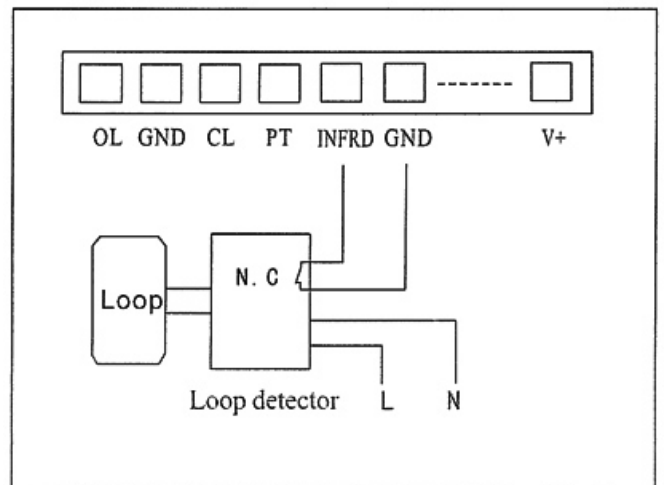 OL GND CL PT INFRD GND V+
N.C
Loop
Loop detector L N